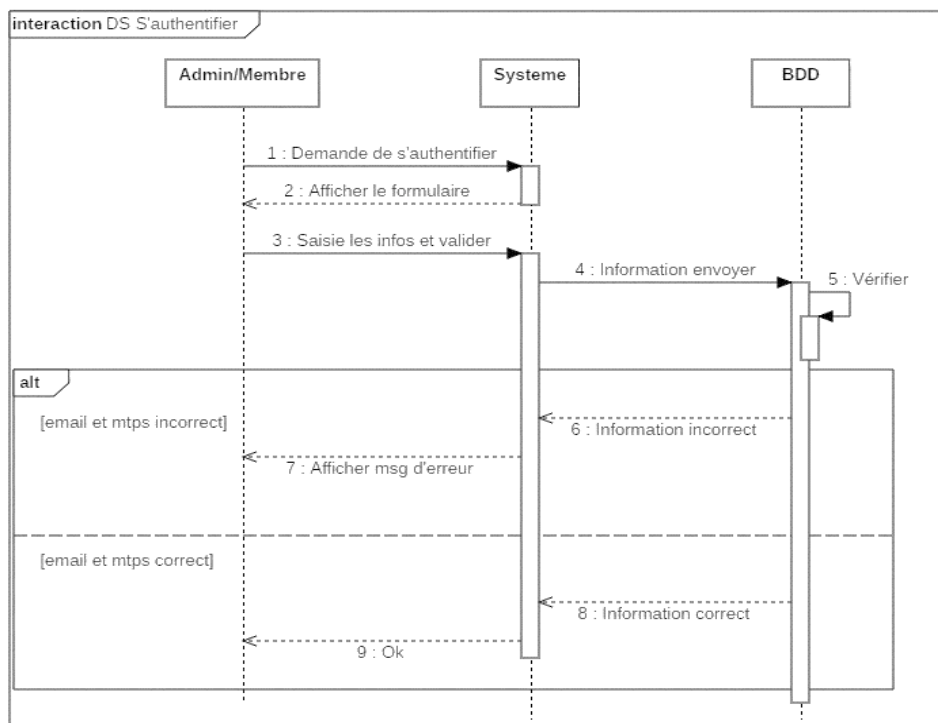 interaction DS S'authentifier
Admin/Membre
Systeme
BDD
1 : Demande de s'authentifier
2 : Afficher le formulaire
3 : Saisie les infos et valider
4 : Information envoyer
5 : Vérifier
alt
[email et mtps incorrect]
6 : Information incorrect
7 : Afficher msg d'erreur
[email et mtps correct]
8 : Information correct
9 : Ok